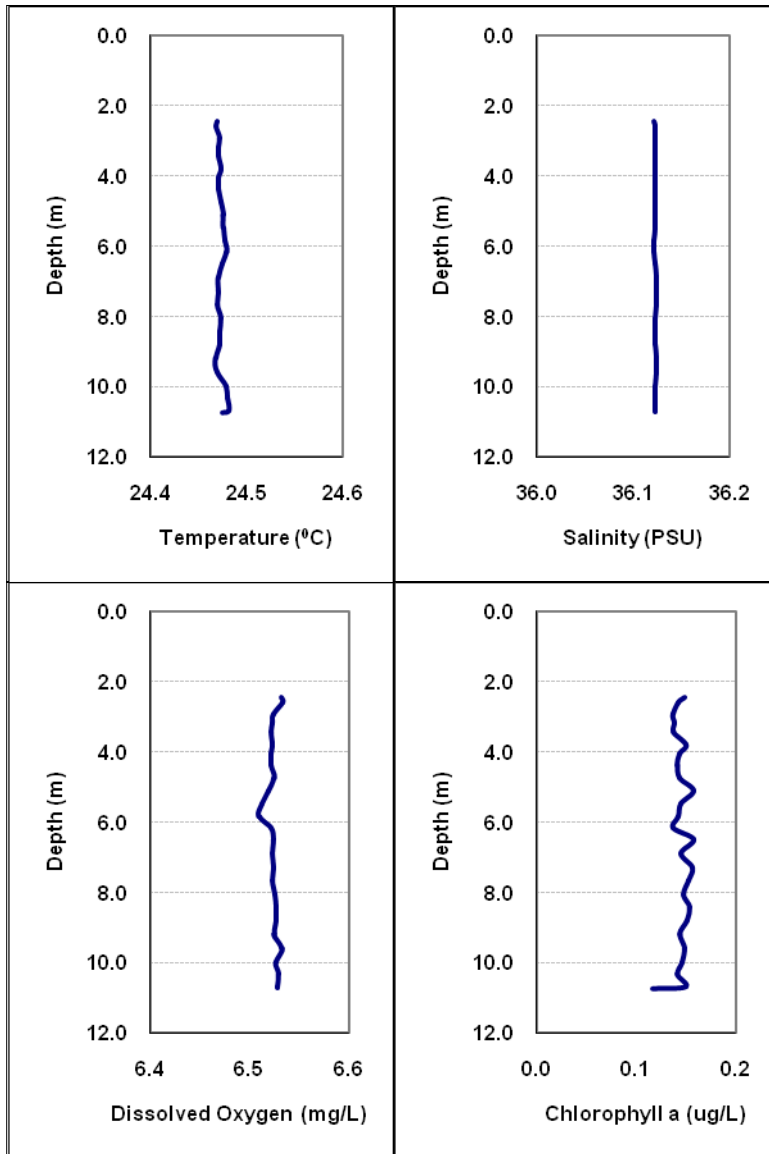 0.0
2.0
4.0
6.0
8.0
10.0
12.0
Depth (m)
24.4 24.5 24.6
Temperature (⁰C)
0.0
2.0
4.0
6.0
8.0
10.0
12.0
Depth (m)
36.0 36.1 36.2
Salinity (PSU)
0.0
2.0
4.0
6.0
8.0
10.0
12.0
Depth (m)
6.4 6.5 6.6
Dissolved Oxygen (mg/L)
0.0
2.0
4.0
6.0
8.0
10.0
12.0
Depth (m)
0.0 0.1 0.2
Chlorophyll a (ug/L)